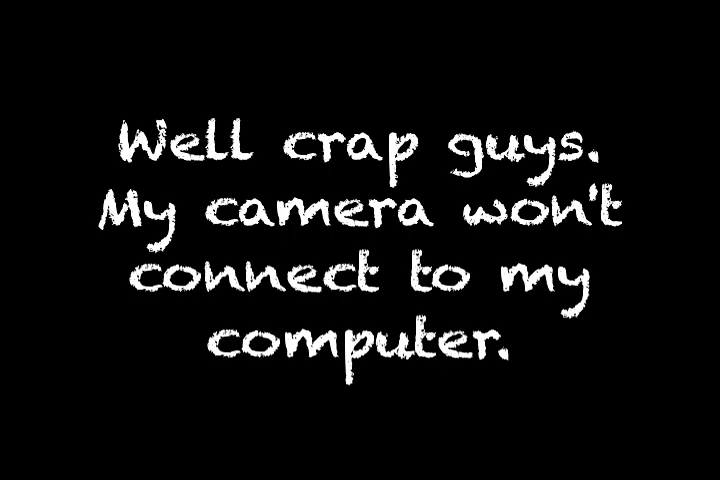 Well crap guys.
My camera won't
connect to my
computer.